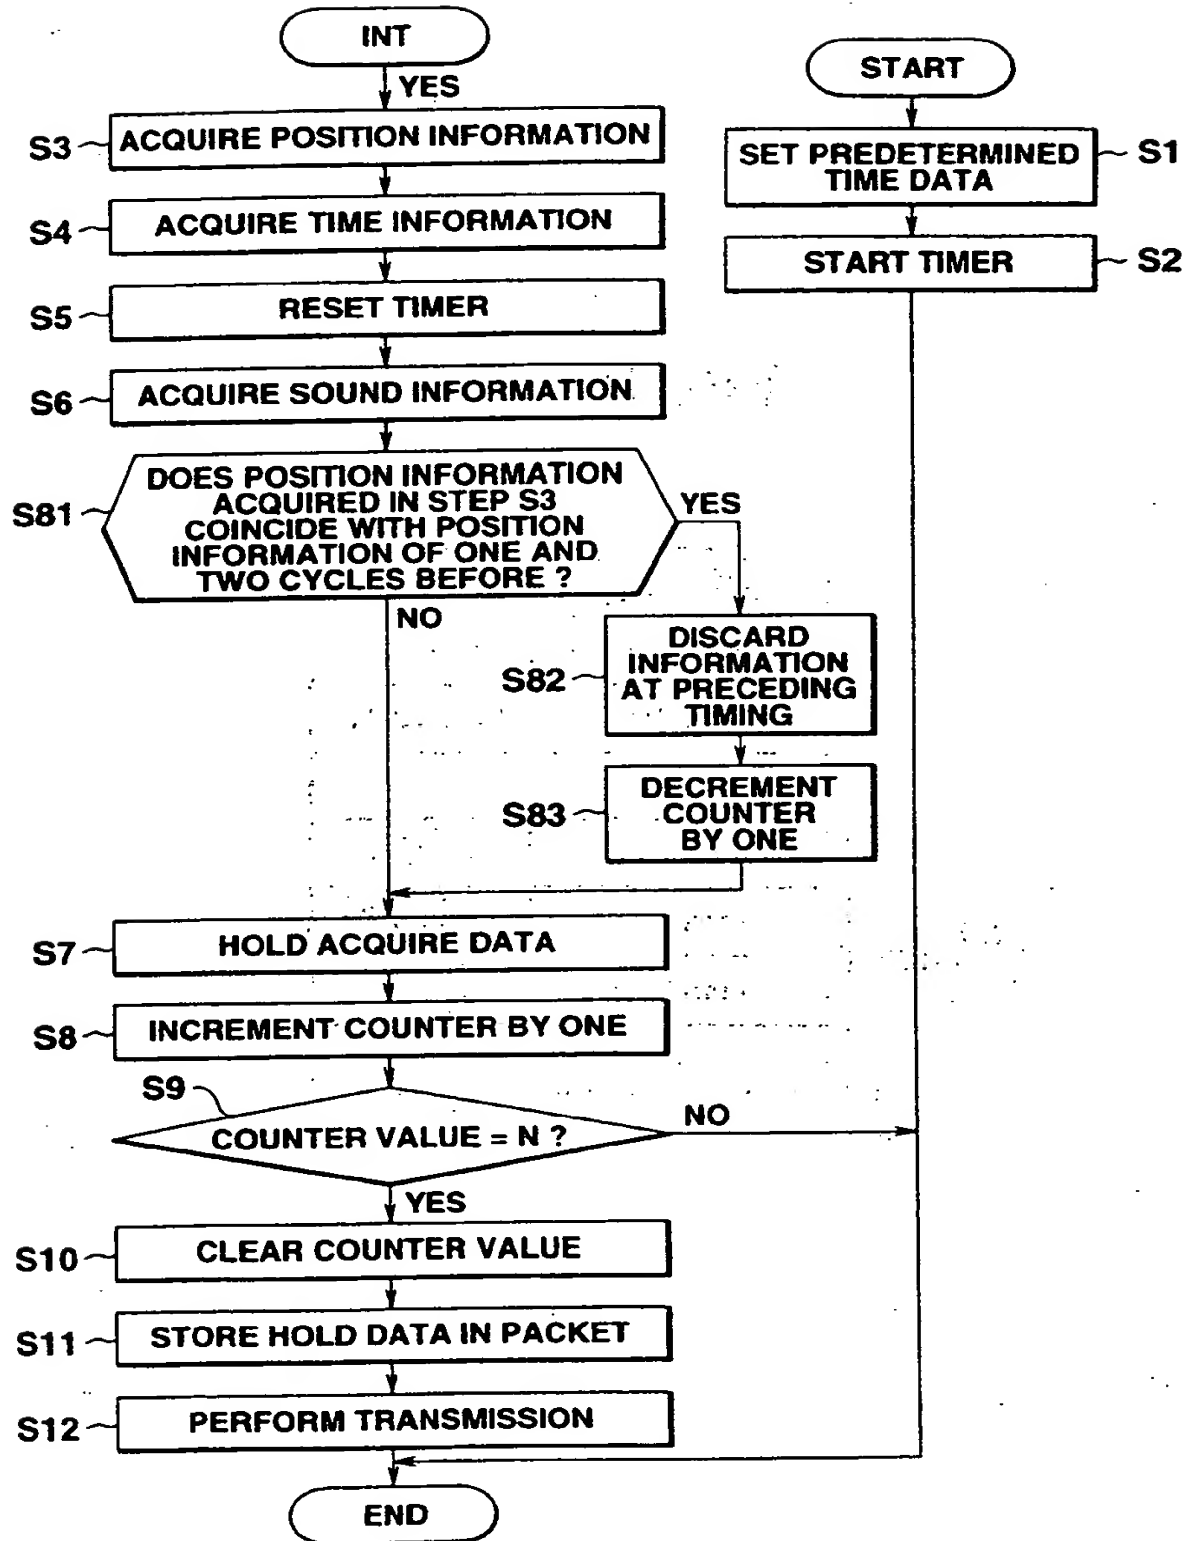 INT
YES
S3
ACQUIRE POSITION INFORMATION
S4
ACQUIRE TIME INFORMATION
S5
RESET TIMER
S6
ACQUIRE SOUND INFORMATION
S81
DOES POSITION INFORMATION
ACQUIRED IN STEP S3
COINCIDE WITH POSITION
INFORMATION OF ONE AND
TWO CYCLES BEFORE ?
YES
NO
S82
DISCARD
INFORMATION
AT PRECEDING
TIMING
S83
DECREMENT
COUNTER
BY ONE
S7
HOLD ACQUIRE DATA
S8
INCREMENT COUNTER BY ONE
S9
COUNTER VALUE = N ?
NO
YES
S10
CLEAR COUNTER VALUE
S11
STORE HOLD DATA IN PACKET
S12
PERFORM TRANSMISSION
END
START
SET PREDETERMINED
TIME DATA
S1
START TIMER
S2